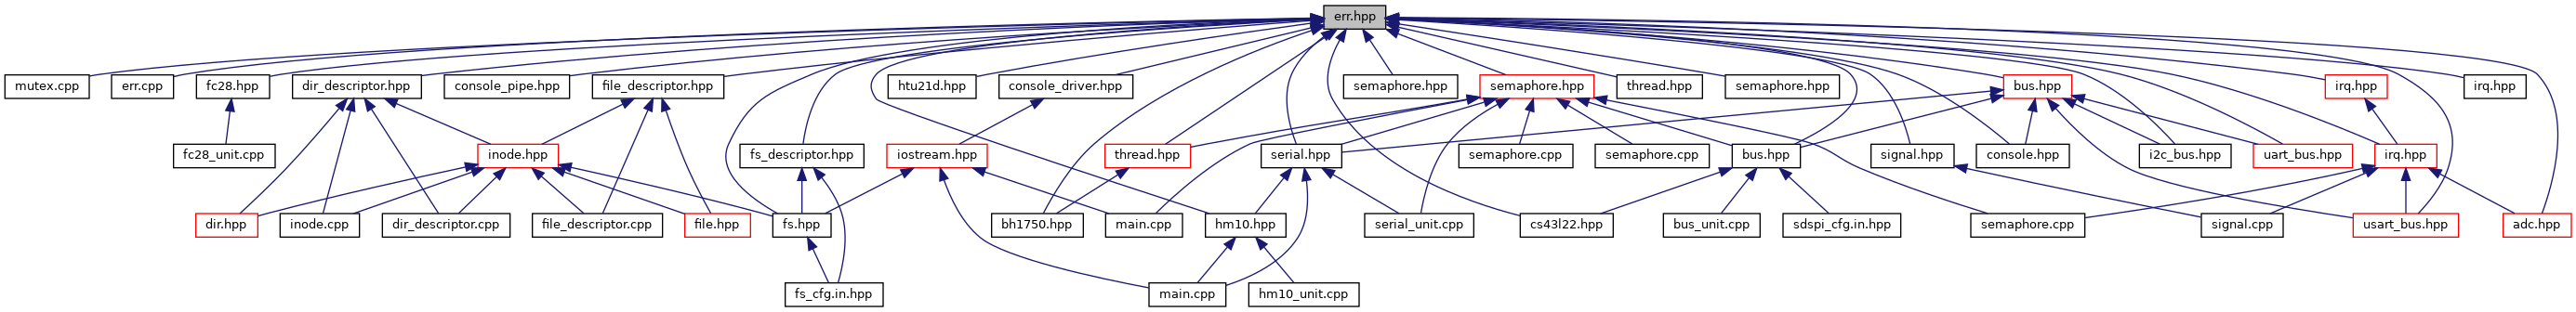 err.hpp
mutex.cpp
err.cpp
fc28.hpp
dir_descriptor.hpp
console_pipe.hpp
file_descriptor.hpp
htu21d.hpp
console_driver.hpp
semaphore.hpp
semaphore.hpp
thread.hpp
semaphore.hpp
bus.hpp
irq.hpp
irq.hpp
fc28_unit.cpp
inode.hpp
fs_descriptor.hpp
iostream.hpp
thread.hpp
serial.hpp
semaphore.cpp
semaphore.cpp
bus.hpp
signal.hpp
console.hpp
i2c_bus.hpp
uart_bus.hpp
irq.hpp
dir.hpp
inode.cpp
dir_descriptor.cpp
file_descriptor.cpp
file.hpp
fs.hpp
bh1750.hpp
main.cpp
hm10.hpp
serial_unit.cpp
cs43l22.hpp
bus_unit.cpp
sdspi_cfg.in.hpp
semaphore.cpp
signal.cpp
usart_bus.hpp
adc.hpp
fs_cfg.in.hpp
main.cpp
hm10_unit.cpp